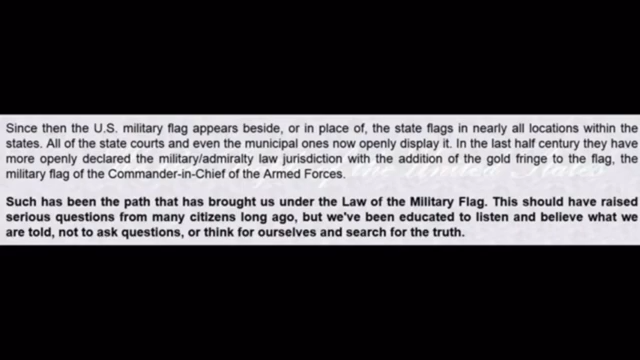 Since then the U.S. military flag appears beside, or in place of, the state flags in nearly all locations within the
states. All of the state courts and even the municipal ones now openly display it. In the last half century they have
more openly declared the military/admiralty law jurisdiction with the addition of the gold fringe to the flag, the
military flag of the Commander-in-Chief of the Armed Forces.
Such has been the path that has brought us under the Law of the Military Flag. This should have raised
serious questions from many citizens long ago, but we've been educated to listen and believe what we
are told, not to ask questions, or think for ourselves and search for the truth.